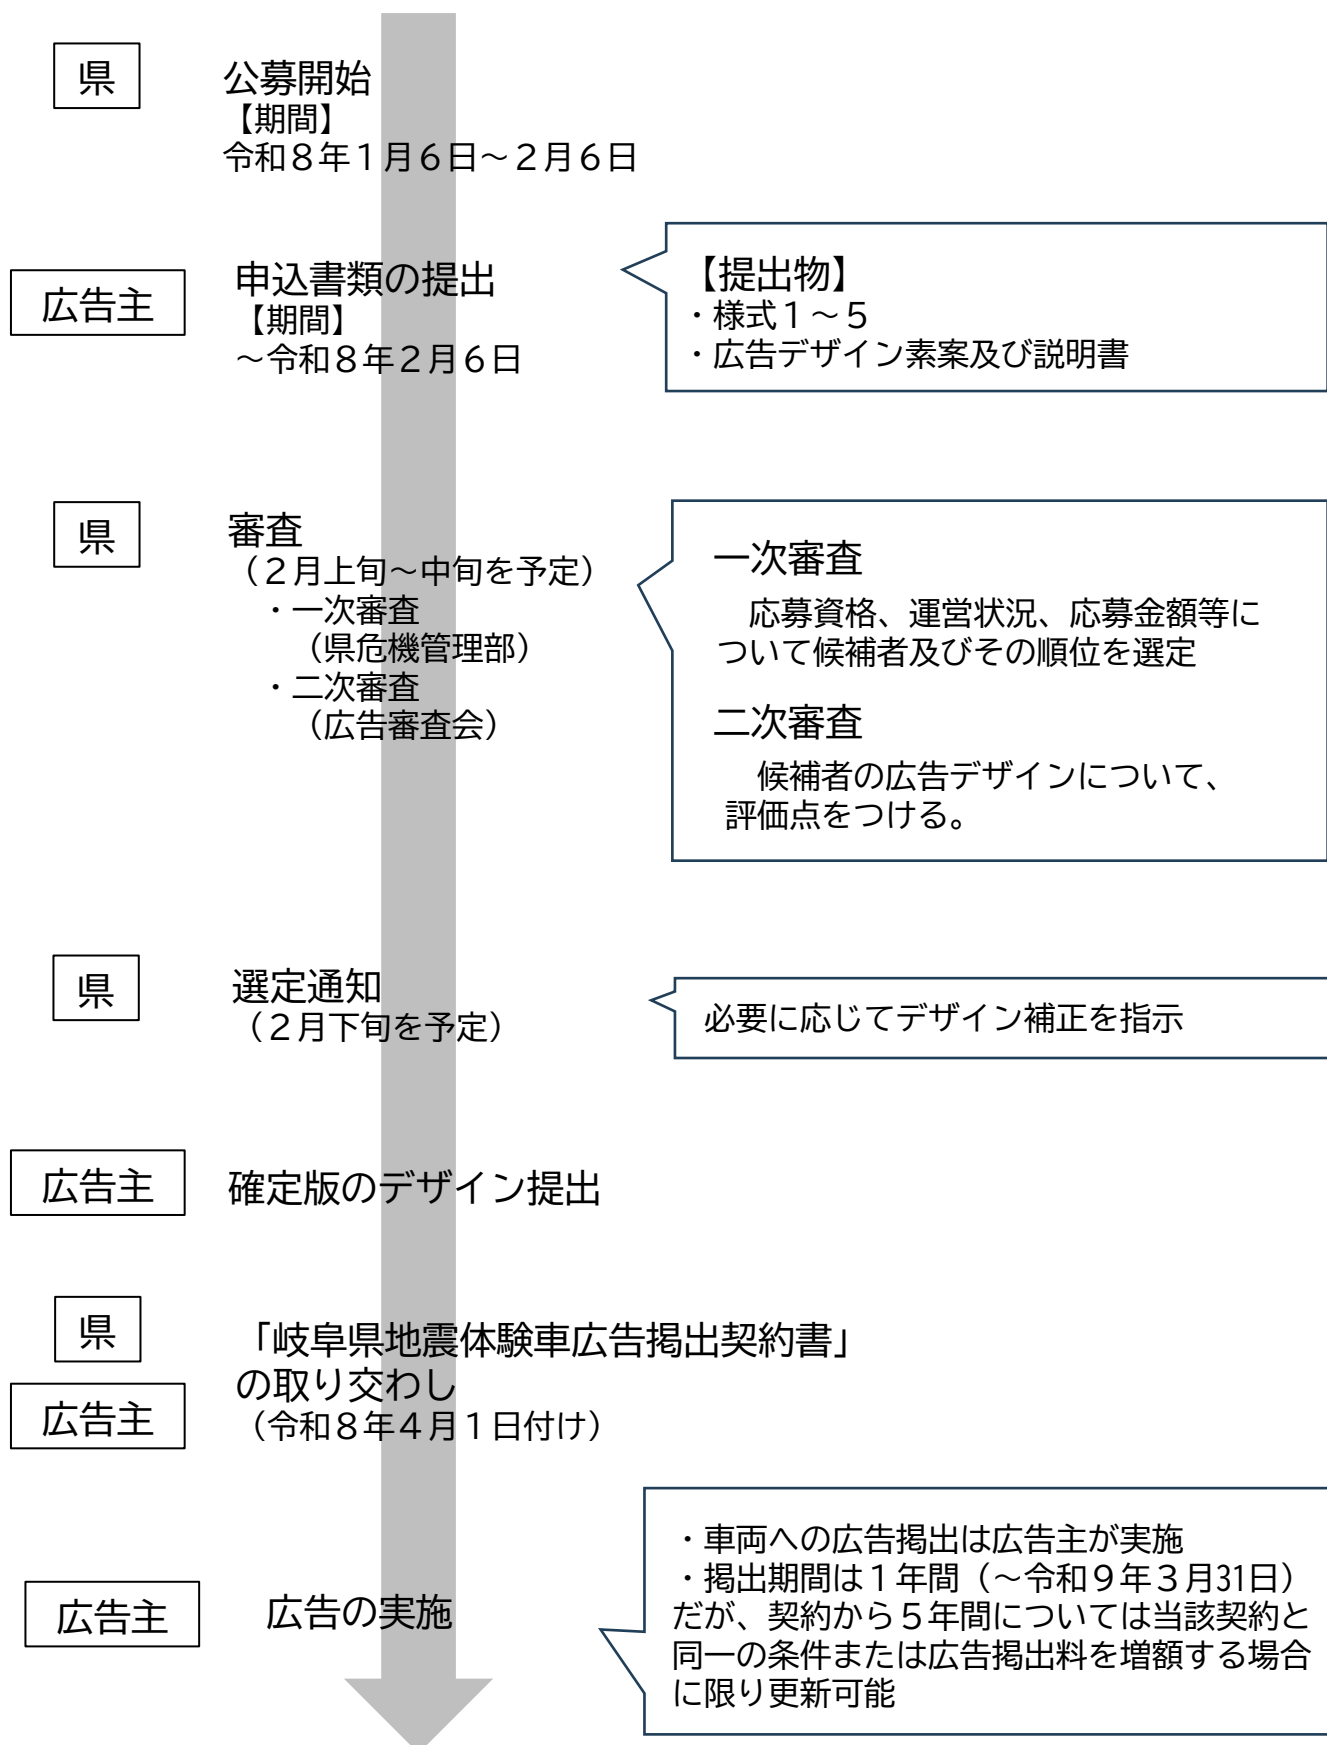 県
公募開始
【期間】
令和８年１月６日～２月６日
広告主
申込書類の提出
【期間】
～令和８年２月６日
【提出物】
・様式１～５
・広告デザイン素案及び説明書
県
審査
（２月上旬～中旬を予定）
・一次審査
（県危機管理部）
・二次審査
（広告審査会）
一次審査
応募資格、運営状況、応募金額等に
ついて候補者及びその順位を選定
二次審査
候補者の広告デザインについて、
評価点をつける。
県
選定通知
（２月下旬を予定）
必要に応じてデザイン補正を指示
広告主
確定版のデザイン提出
県
広告主
「岐阜県地震体験車広告掲出契約書」
の取り交わし
（令和８年４月１日付け）
広告主
広告の実施
・車両への広告掲出は広告主が実施
・掲出期間は１年間（～令和９年３月31日）
だが、契約から５年間については当該契約と
同一の条件または広告掲出料を増額する場合
に限り更新可能